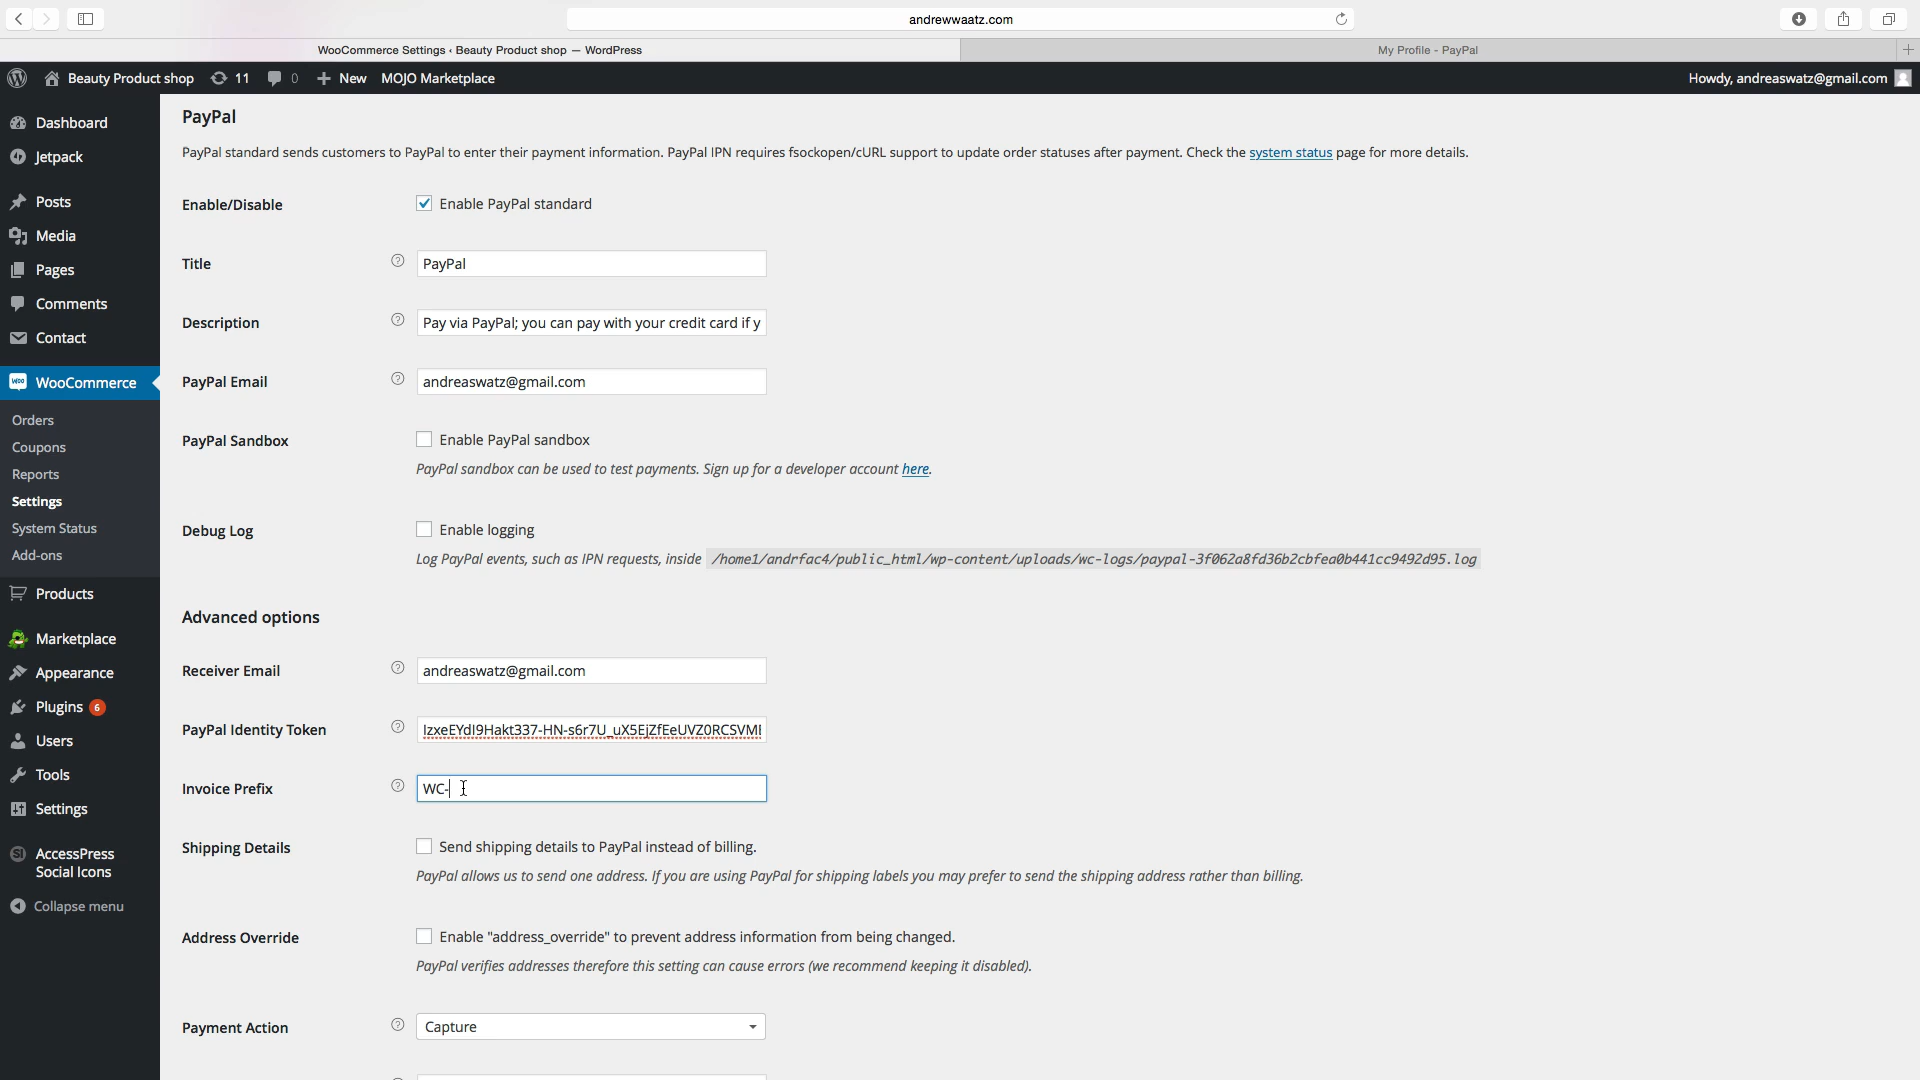 andrewwaatz.com
WooCommerce Settings ‹ Beauty Product shop — WordPress
My Profile - PayPal
Beauty Product shop
11
0
New
MOJO Marketplace
Howdy, andreaswatz@gmail.com
Dashboard
Jetpack
Posts
Media
Pages
Comments
Contact
WooCommerce
Orders
Coupons
Reports
Settings
System Status
Add-ons
Products
Marketplace
Appearance
Plugins 6
Users
Tools
Settings
AccessPress
Social Icons
Collapse menu
PayPal
PayPal standard sends customers to PayPal to enter their payment information. PayPal IPN requires fsockopen/cURL support to update order statuses after payment. Check the system status page for more details.
Enable/Disable
Enable PayPal standard
Title
PayPal
Description
Pay via PayPal; you can pay with your credit card if y
PayPal Email
andreaswatz@gmail.com
PayPal Sandbox
Enable PayPal sandbox
PayPal sandbox can be used to test payments. Sign up for a developer account here.
Debug Log
Enable logging
Log PayPal events, such as IPN requests, inside /home1/andrfac4/public_html/wp-content/uploads/wc-logs/paypal-3f062a8fd36b2cbfea0b441cc9492d95.log
Advanced options
Receiver Email
andreaswatz@gmail.com
PayPal Identity Token
Invoice Prefix
WC-
Shipping Details
Send shipping details to PayPal instead of billing.
PayPal allows us to send one address. If you are using PayPal for shipping labels you may prefer to send the shipping address rather than billing.
Address Override
Enable "address_override" to prevent address information from being changed.
PayPal verifies addresses therefore this setting can cause errors (we recommend keeping it disabled).
Payment Action
Capture